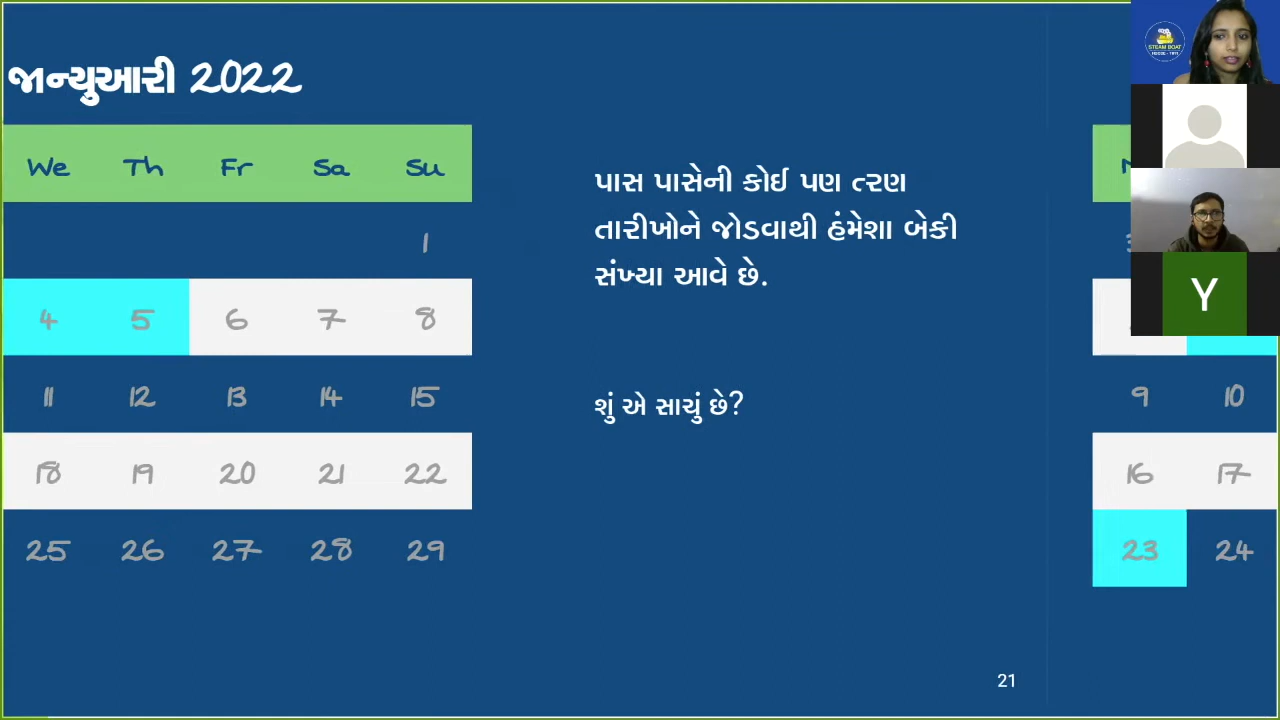 જાન્યુઆરી 2022
We Th Fr Sa Su
1
4 5 6 7 8
11 12 13 14 15
18 19 20 21 22
25 26 27 28 29
પાસ પાસેની કોઈ પણ ત્રણ
તારીખોને જોડવાથી હંમેશા બેકી
સંખ્યા આવે છે.
શું એ સાચું છે?
9 10
16 17
23 24
21
STEAM BOAT
Y